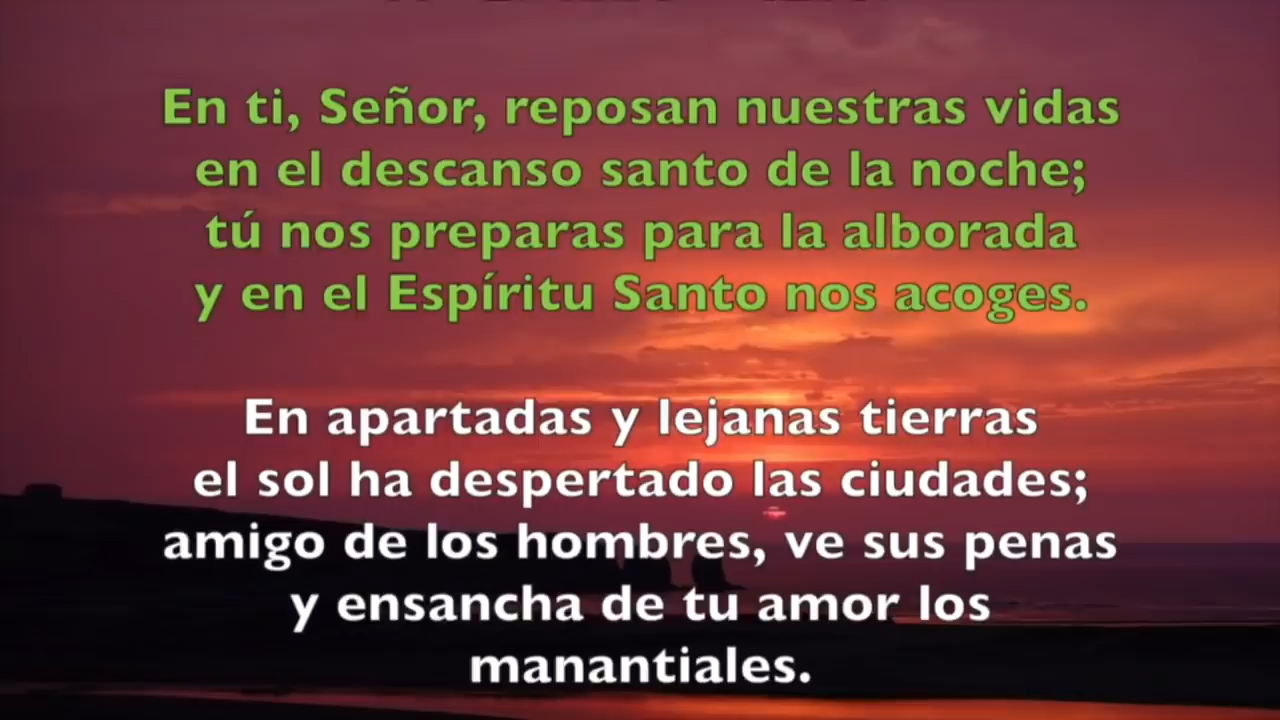 En ti, Señor, reposan nuestras vidas
en el descanso santo de la noche;
tú nos preparas para la alborada
y en el Espíritu Santo nos acoges.
En apartadas y lejanas tierras
el sol ha despertado las ciudades;
amigo de los hombres, ve sus penas
y ensancha de tu amor los
manantiales.